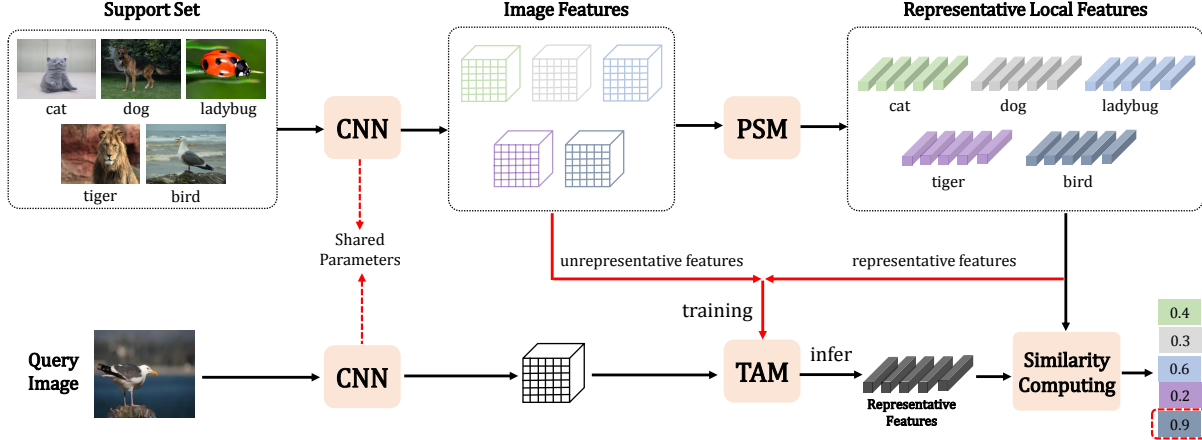 Support Set
Image Features
Representative Local Features
cat
dog
ladybug
tiger
bird
CNN
PSM
cat
dog
ladybug
tiger
bird
Shared
Parameters
unrepresentative features
representative features
training
Query
Image
CNN
TAM
infer
Representative
Features
Similarity
Computing
0.4
0.3
0.6
0.2
0.9